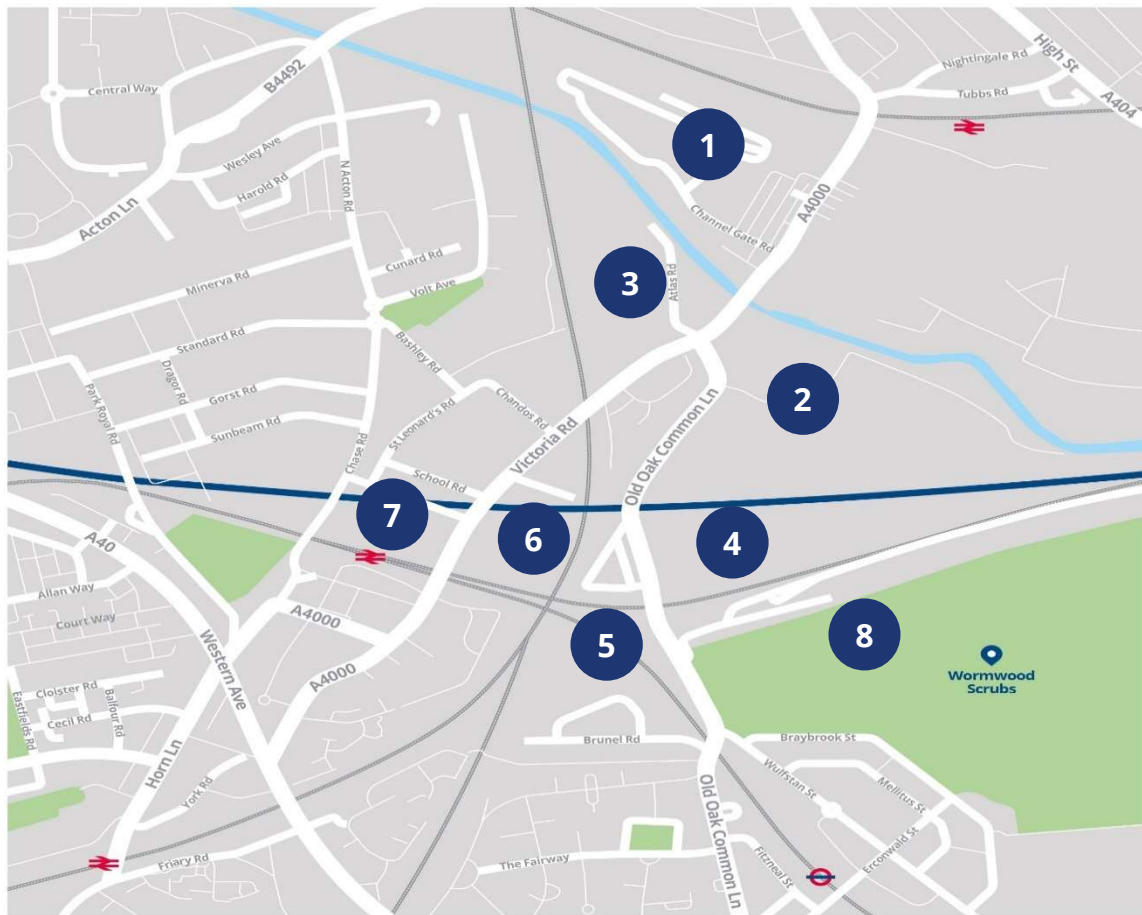 Nightingale Rd
High St
Tubbs Rd
A404
B4492
Central Way
Wesley Ave
Harold Rd
N Acton Rd
Acton Ln
1
Channel Gate Rd
A4000
Cunard Rd
Minerva Rd
Volt Ave
3
Atlas Rd
Standard Rd
Bashley Rd
Dragor Rd
Park Royal Rd
Gorst Rd
Sunbeam Rd
Chase Rd
St Leonard's Rd
Chandos Rd
School Rd
Victoria Rd
Old Oak Common Ln
2
7
6
4
5
8
A40
Allan Way
Court Way
A4000
Western Ave
A4000
Wormwood
Scrubs
Cloister Rd
Cecil Rd
Balfour Rd
Eastfields Rd
Horn Ln
York Rd
Friary Rd
Brunel Rd
Braybrook St
Wulfstan St
Mellitus St
Erconwald St
Old Oak Common Ln
The Fairway
Fitzneal St